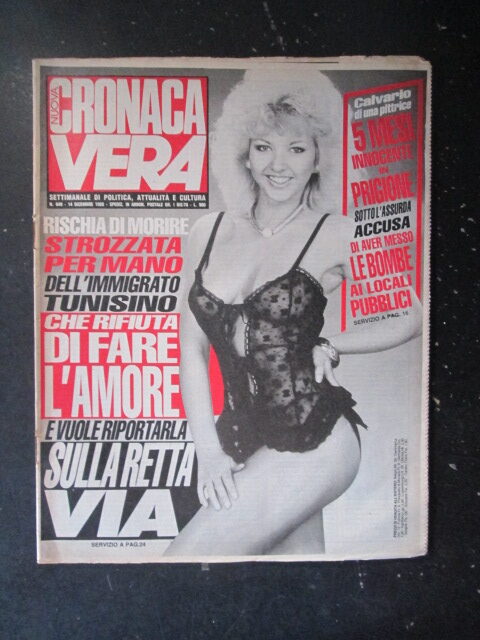 NUOVA
CRONACA
VERA
SETTIMANALE DI POLITICA, ATTUALITÀ E CULTURA
RISCHIA DI MORIRE
STROZZATA
PER MANO
DELL'IMMIGRATO
TUNISINO
CHE RIFIUTA
DI FARE
L'AMORE
E VUOLE RIPORTARLA
SULLA RETTA
VIA
SERVIZIO A PAG. 24
Calvario
di una pittrice
5 MESI
INNOCENTE
IN
PRIGIONE
SOTTO L'ASSURDA
ACCUSA
DI AVER MESSO
LE BOMBE
AI LOCALI
PUBBLICI
SERVIZIO A PAG. 16